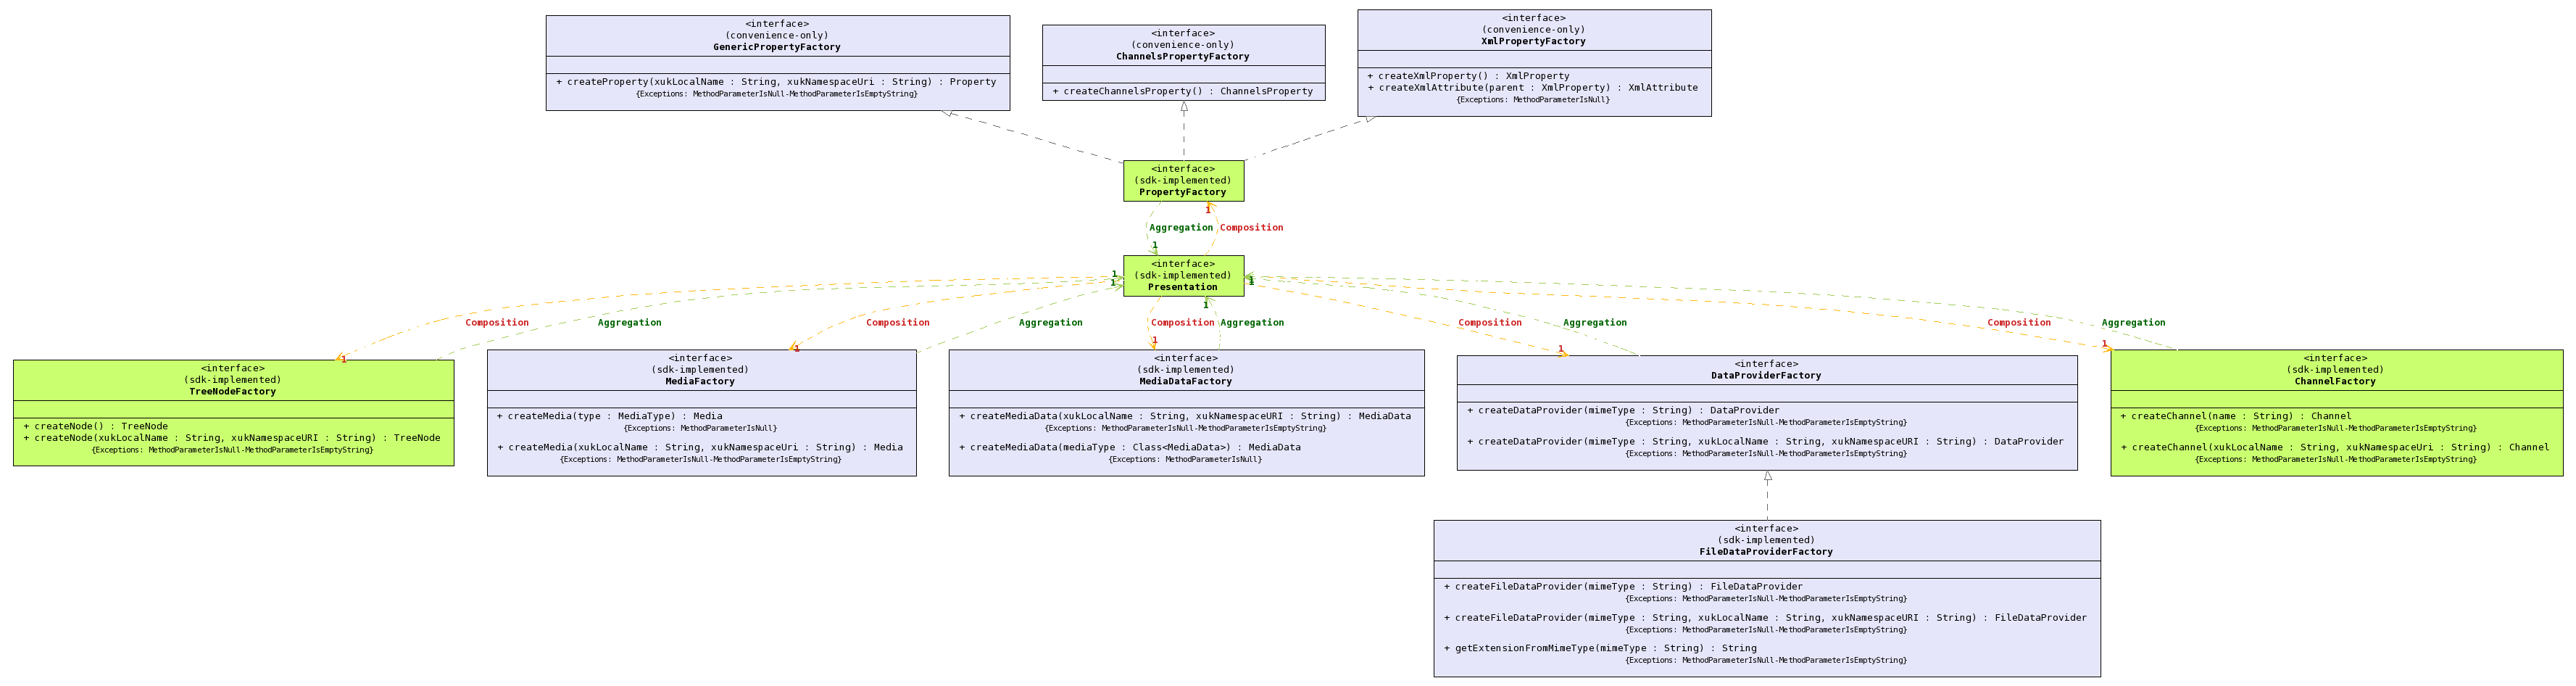 <interface>
(convenience-only)
GenericPropertyFactory
+ createProperty(xukLocalName : String, xukNamespaceUri : String) : Property
{Exceptions: MethodParameterIsNull-MethodParameterIsEmptyString}
<interface>
(convenience-only)
ChannelsPropertyFactory
+ createChannelsProperty() : ChannelsProperty
<interface>
(convenience-only)
XmlPropertyFactory
+ createXmlProperty() : XmlProperty
+ createXmlAttribute(parent : XmlProperty) : XmlAttribute
{Exceptions: MethodParameterIsNull}
<interface>
(sdk-implemented)
PropertyFactory
1
Aggregation
Composition
1
<interface>
(sdk-implemented)
Presentation
1
1
1
1
1
Composition
Aggregation
Composition
Aggregation
Composition
Aggregation
Composition
Aggregation
Composition
Aggregation
1
1
1
1
1
<interface>
(sdk-implemented)
TreeNodeFactory
+ createNode() : TreeNode
+ createNode(xukLocalName : String, xukNamespaceURI : String) : TreeNode
{Exceptions: MethodParameterIsNull-MethodParameterIsEmptyString}
<interface>
(sdk-implemented)
MediaFactory
+ createMedia(type : MediaType) : Media
{Exceptions: MethodParameterIsNull}
+ createMedia(xukLocalName : String, xukNamespaceUri : String) : Media
{Exceptions: MethodParameterIsNull-MethodParameterIsEmptyString}
<interface>
(sdk-implemented)
MediaDataFactory
+ createMediaData(xukLocalName : String, xukNamespaceURI : String) : MediaData
{Exceptions: MethodParameterIsNull-MethodParameterIsEmptyString}
+ createMediaData(mediaType : Class<MediaData>) : MediaData
{Exceptions: MethodParameterIsNull}
<interface>
(sdk-implemented)
DataProviderFactory
+ createDataProvider(mimeType : String) : DataProvider
{Exceptions: MethodParameterIsNull-MethodParameterIsEmptyString}
+ createDataProvider(mimeType : String, xukLocalName : String, xukNamespaceURI : String) : DataProvider
{Exceptions: MethodParameterIsNull-MethodParameterIsEmptyString}
<interface>
(sdk-implemented)
ChannelFactory
+ createChannel(name : String) : Channel
{Exceptions: MethodParameterIsNull-MethodParameterIsEmptyString}
+ createChannel(xukLocalName : String, xukNamespaceUri : String) : Channel
{Exceptions: MethodParameterIsNull-MethodParameterIsEmptyString}
<interface>
(sdk-implemented)
FileDataProviderFactory
+ createFileDataProvider(mimeType : String) : FileDataProvider
{Exceptions: MethodParameterIsNull-MethodParameterIsEmptyString}
+ createFileDataProvider(mimeType : String, xukLocalName : String, xukNamespaceURI : String) : FileDataProvider
{Exceptions: MethodParameterIsNull-MethodParameterIsEmptyString}
+ getExtensionFromMimeType(mimeType : String) : String
{Exceptions: MethodParameterIsNull-MethodParameterIsEmptyString}